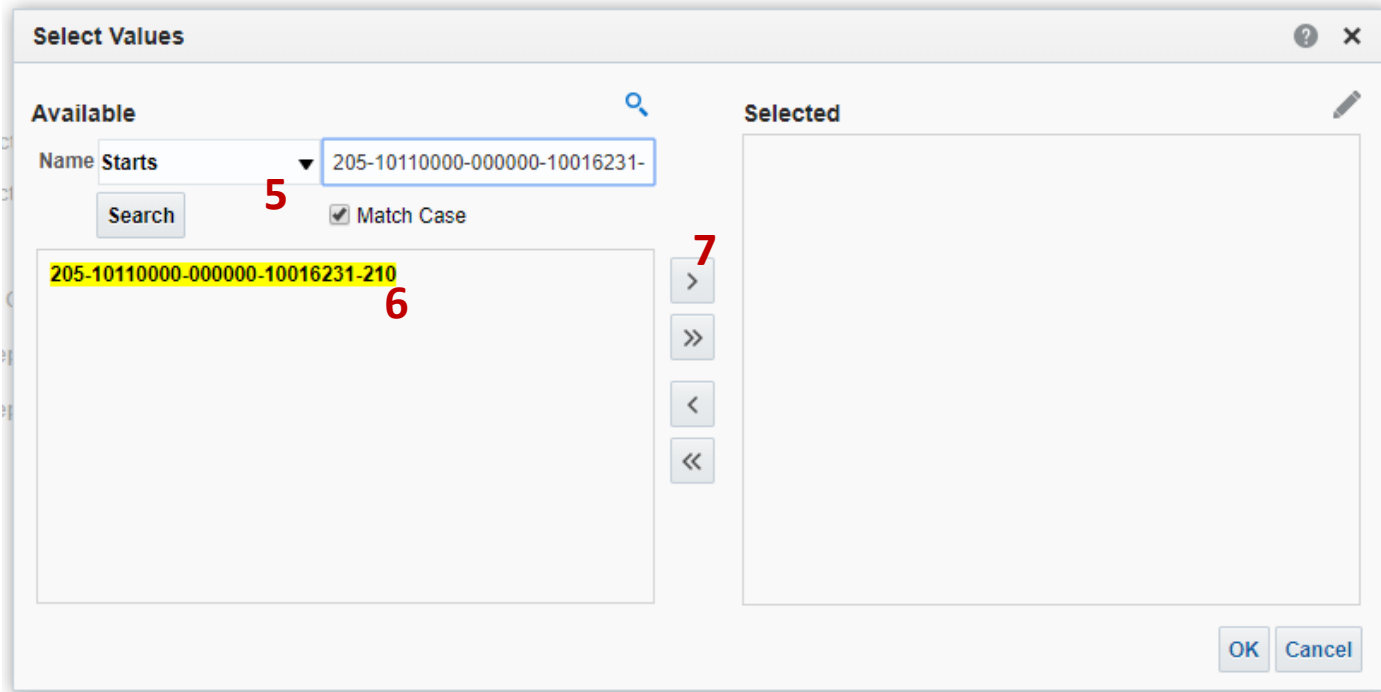 Select Values
Available
Selected
Name Starts 205-10110000-000000-10016231-
5
Search Match Case
7
205-10110000-000000-10016231-210
6
OK Cancel